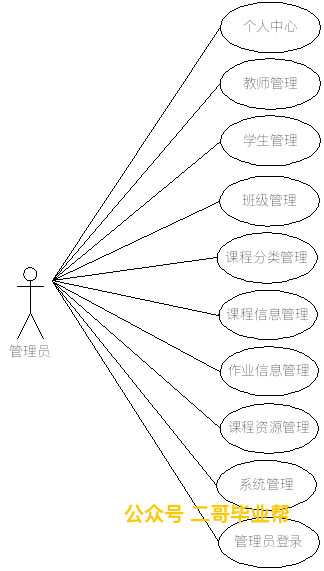 个人中心
教师管理
学生管理
班级管理
课程分类管理
课程信息管理
管理员
作业信息管理
课程资源管理
系统管理
公众号 二哥毕业帮
管理员登录